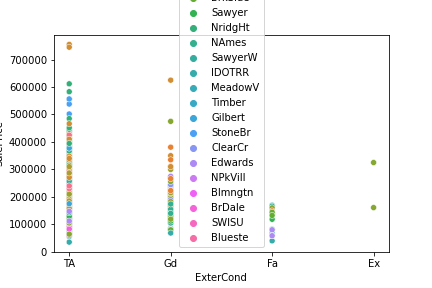 Sawyer
NridgHt
NAmes
SawyerW
IDOTRR
MeadowV
Timber
Gilbert
StoneBr
ClearCr
Edwards
NPkVill
Blmngtn
BrDale
SWISU
Blueste
700000
600000
500000
400000
300000
200000
100000
0
TA
Gd
Fa
Ex
ExterCond